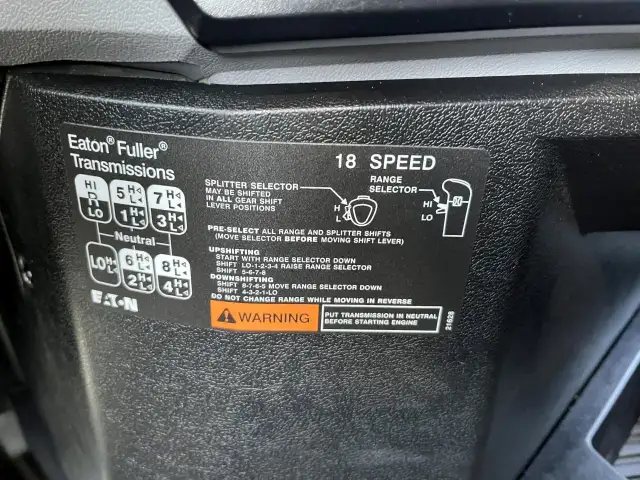 Eaton® Fuller®
Transmissions
18 SPEED
HI
R
LO
5 H L
1 H L
7 H L
3 H L
Neutral
LO H L
6 H L
2 H L
8 H L
4 H L
EATON
SPLITTER SELECTOR
MAY BE SHIFTED
IN ALL GEAR SHIFT
LEVER POSITIONS
H
L
RANGE
SELECTOR
HI
LO
PRE-SELECT ALL RANGE AND SPLITTER SHIFTS
(MOVE SELECTOR BEFORE MOVING SHIFT LEVER)
UPSHIFTING
START WITH RANGE SELECTOR DOWN
SHIFT LO-1-2-3-4 RAISE RANGE SELECTOR
SHIFT 5-6-7-8
DOWNSHIFTING
SHIFT 8-7-6-5 MOVE RANGE SELECTOR DOWN
SHIFT 4-3-2-1-LO
DO NOT CHANGE RANGE WHILE MOVING IN REVERSE
WARNING
PUT TRANSMISSION IN NEUTRAL
BEFORE STARTING ENGINE
21628